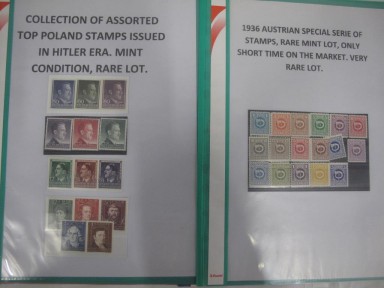 COLLECTION OF ASSORTED
TOP POLAND STAMPS ISSUED
IN HITLER ERA. MINT
CONDITION, RARE LOT.
1936 AUSTRIAN SPECIAL SERIE OF
STAMPS, RARE MINT LOT, ONLY
SHORT TIME ON THE MARKET. VERY
RARE LOT.